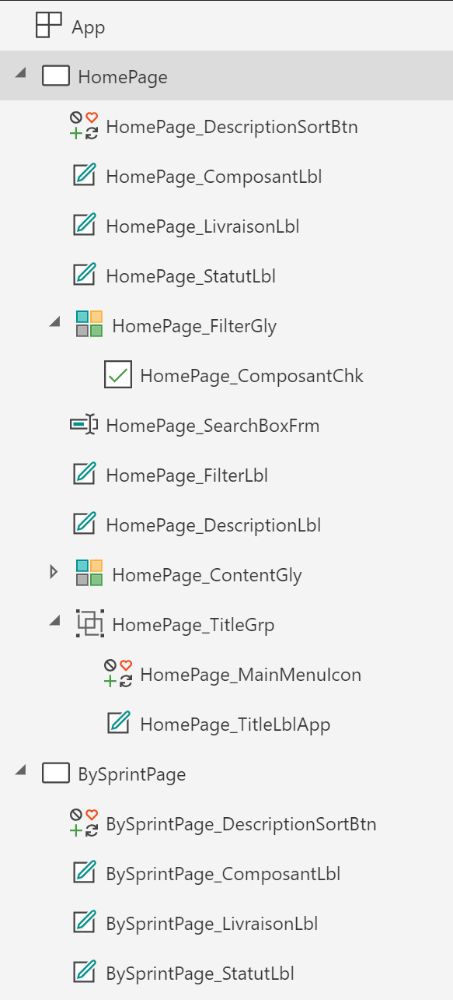 App
HomePage
HomePage_DescriptionSortBtn
HomePage_ComposantLbl
HomePage_LivraisonLbl
HomePage_StatutLbl
HomePage_FilterGly
HomePage_ComposantChk
HomePage_SearchBoxFrm
HomePage_FilterLbl
HomePage_DescriptionLbl
HomePage_ContentGly
HomePage_TitleGrp
HomePage_MainMenuIcon
HomePage_TitleLblApp
BySprintPage
BySprintPage_DescriptionSortBtn
BySprintPage_ComposantLbl
BySprintPage_LivraisonLbl
BySprintPage_StatutLbl